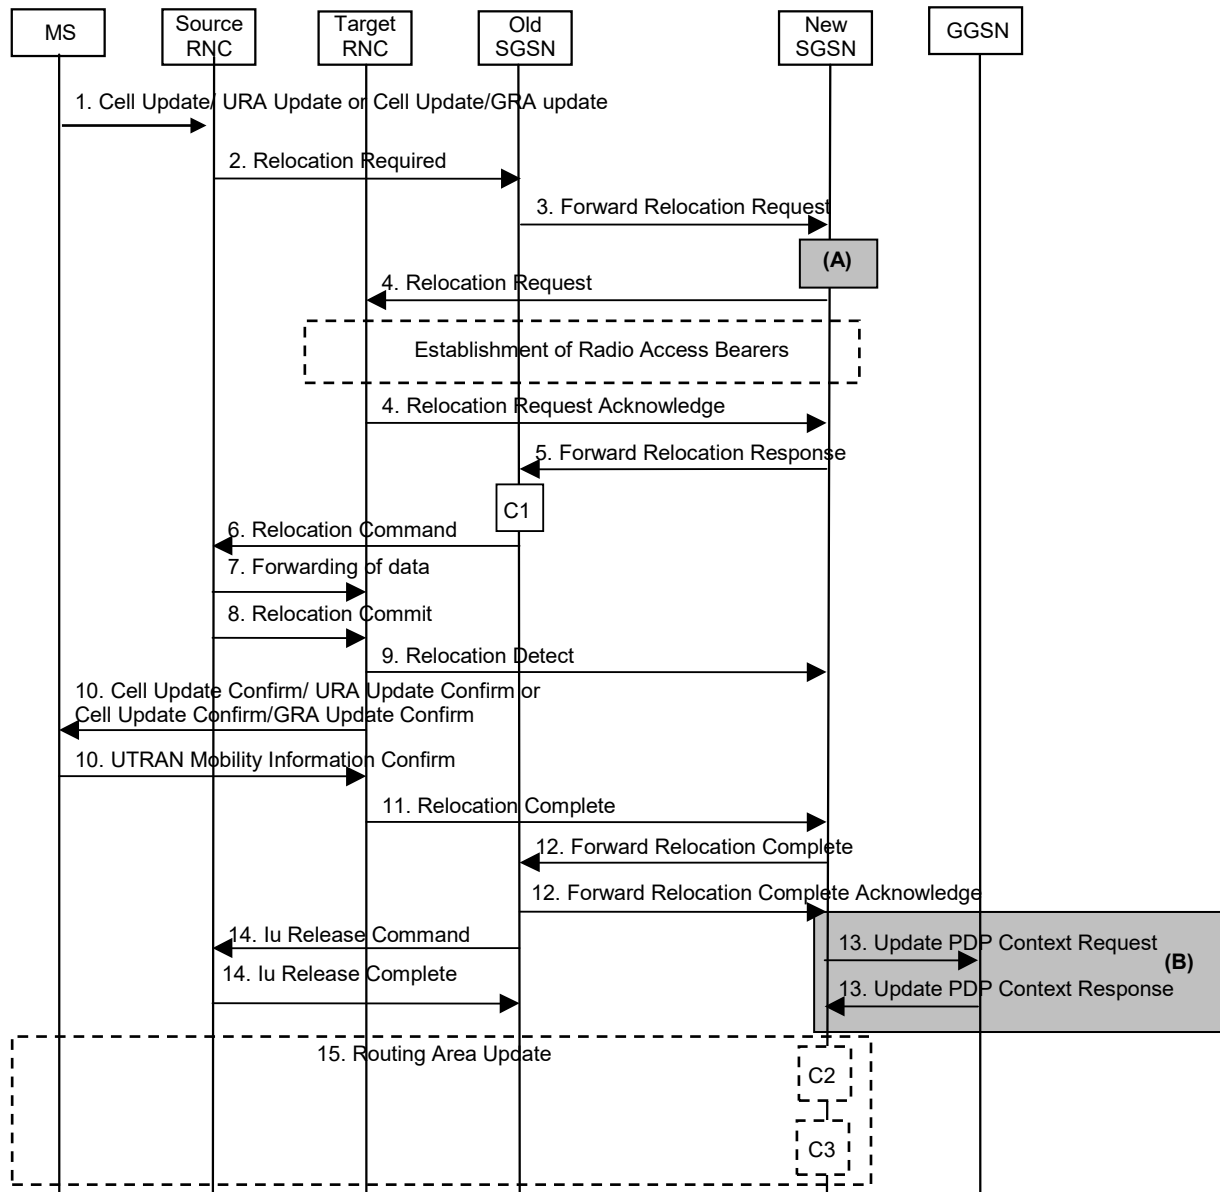 MS
Source
RNC
Target
RNC
Old
SGSN
New
SGSN
GGSN
1. Cell Update/ URA Update or Cell Update/GRA update
2. Relocation Required
3. Forward Relocation Request
(A)
4. Relocation Request
Establishment of Radio Access Bearers
4. Relocation Request Acknowledge
5. Forward Relocation Response
C1
6. Relocation Command
7. Forwarding of data
8. Relocation Commit
9. Relocation Detect
10. Cell Update Confirm/ URA Update Confirm or
Cell Update Confirm/GRA Update Confirm
10. UTRAN Mobility Information Confirm
11. Relocation Complete
12. Forward Relocation Complete
12. Forward Relocation Complete Acknowledge
14. Iu Release Command
13. Update PDP Context Request
(B)
14. Iu Release Complete
13. Update PDP Context Response
15. Routing Area Update
C2
C3